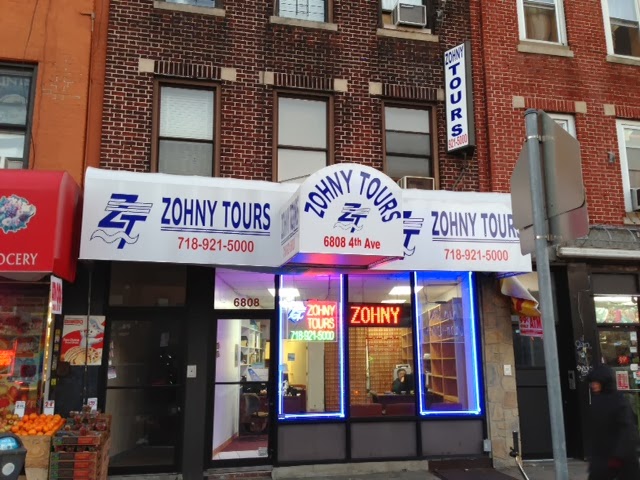 ZOHNY
TOURS
921-5000
ZT
ZOHNY TOURS
718-921-5000
ZOHNY TOURS
ZT
6808 4th Ave
ZT
ZOHNY TOURS
718-921-5000
OCERY
6808
ZOHNY
TOURS
718-921-5000
ZOHNY